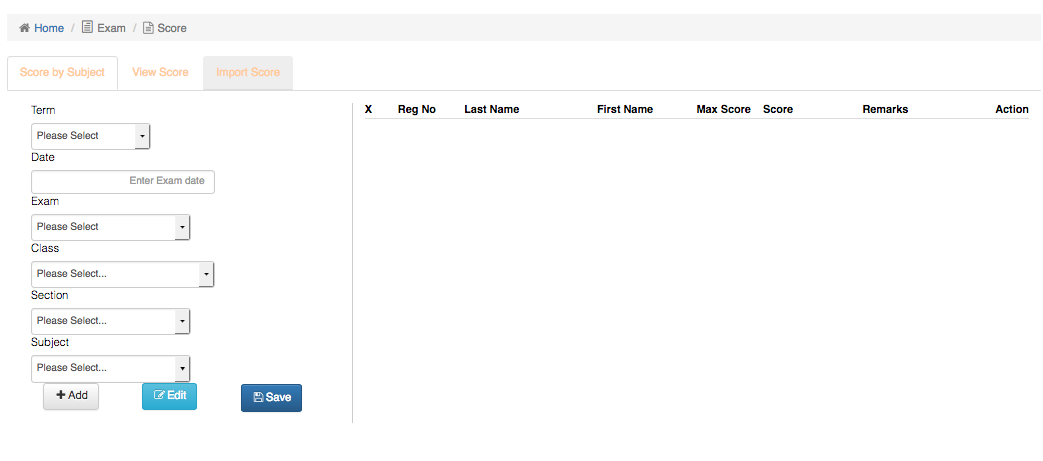 Home / Exam / Score
Score by Subject View Score Import Score
Term
Please Select
Date
Enter Exam date
Exam
Please Select
Class
Please Select...
Section
Please Select...
Subject
Please Select...
+ Add Edit Save
X Reg No Last Name First Name Max Score Score Remarks Action